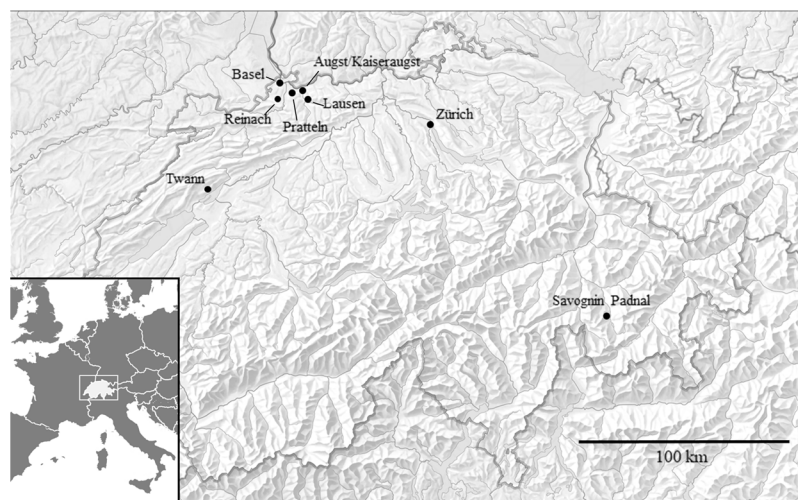 Augst/Kaiseraugst
Basel
Lausen
Reinach
Pratteln
Zürich
Twann
Savognin Padnal
100 km